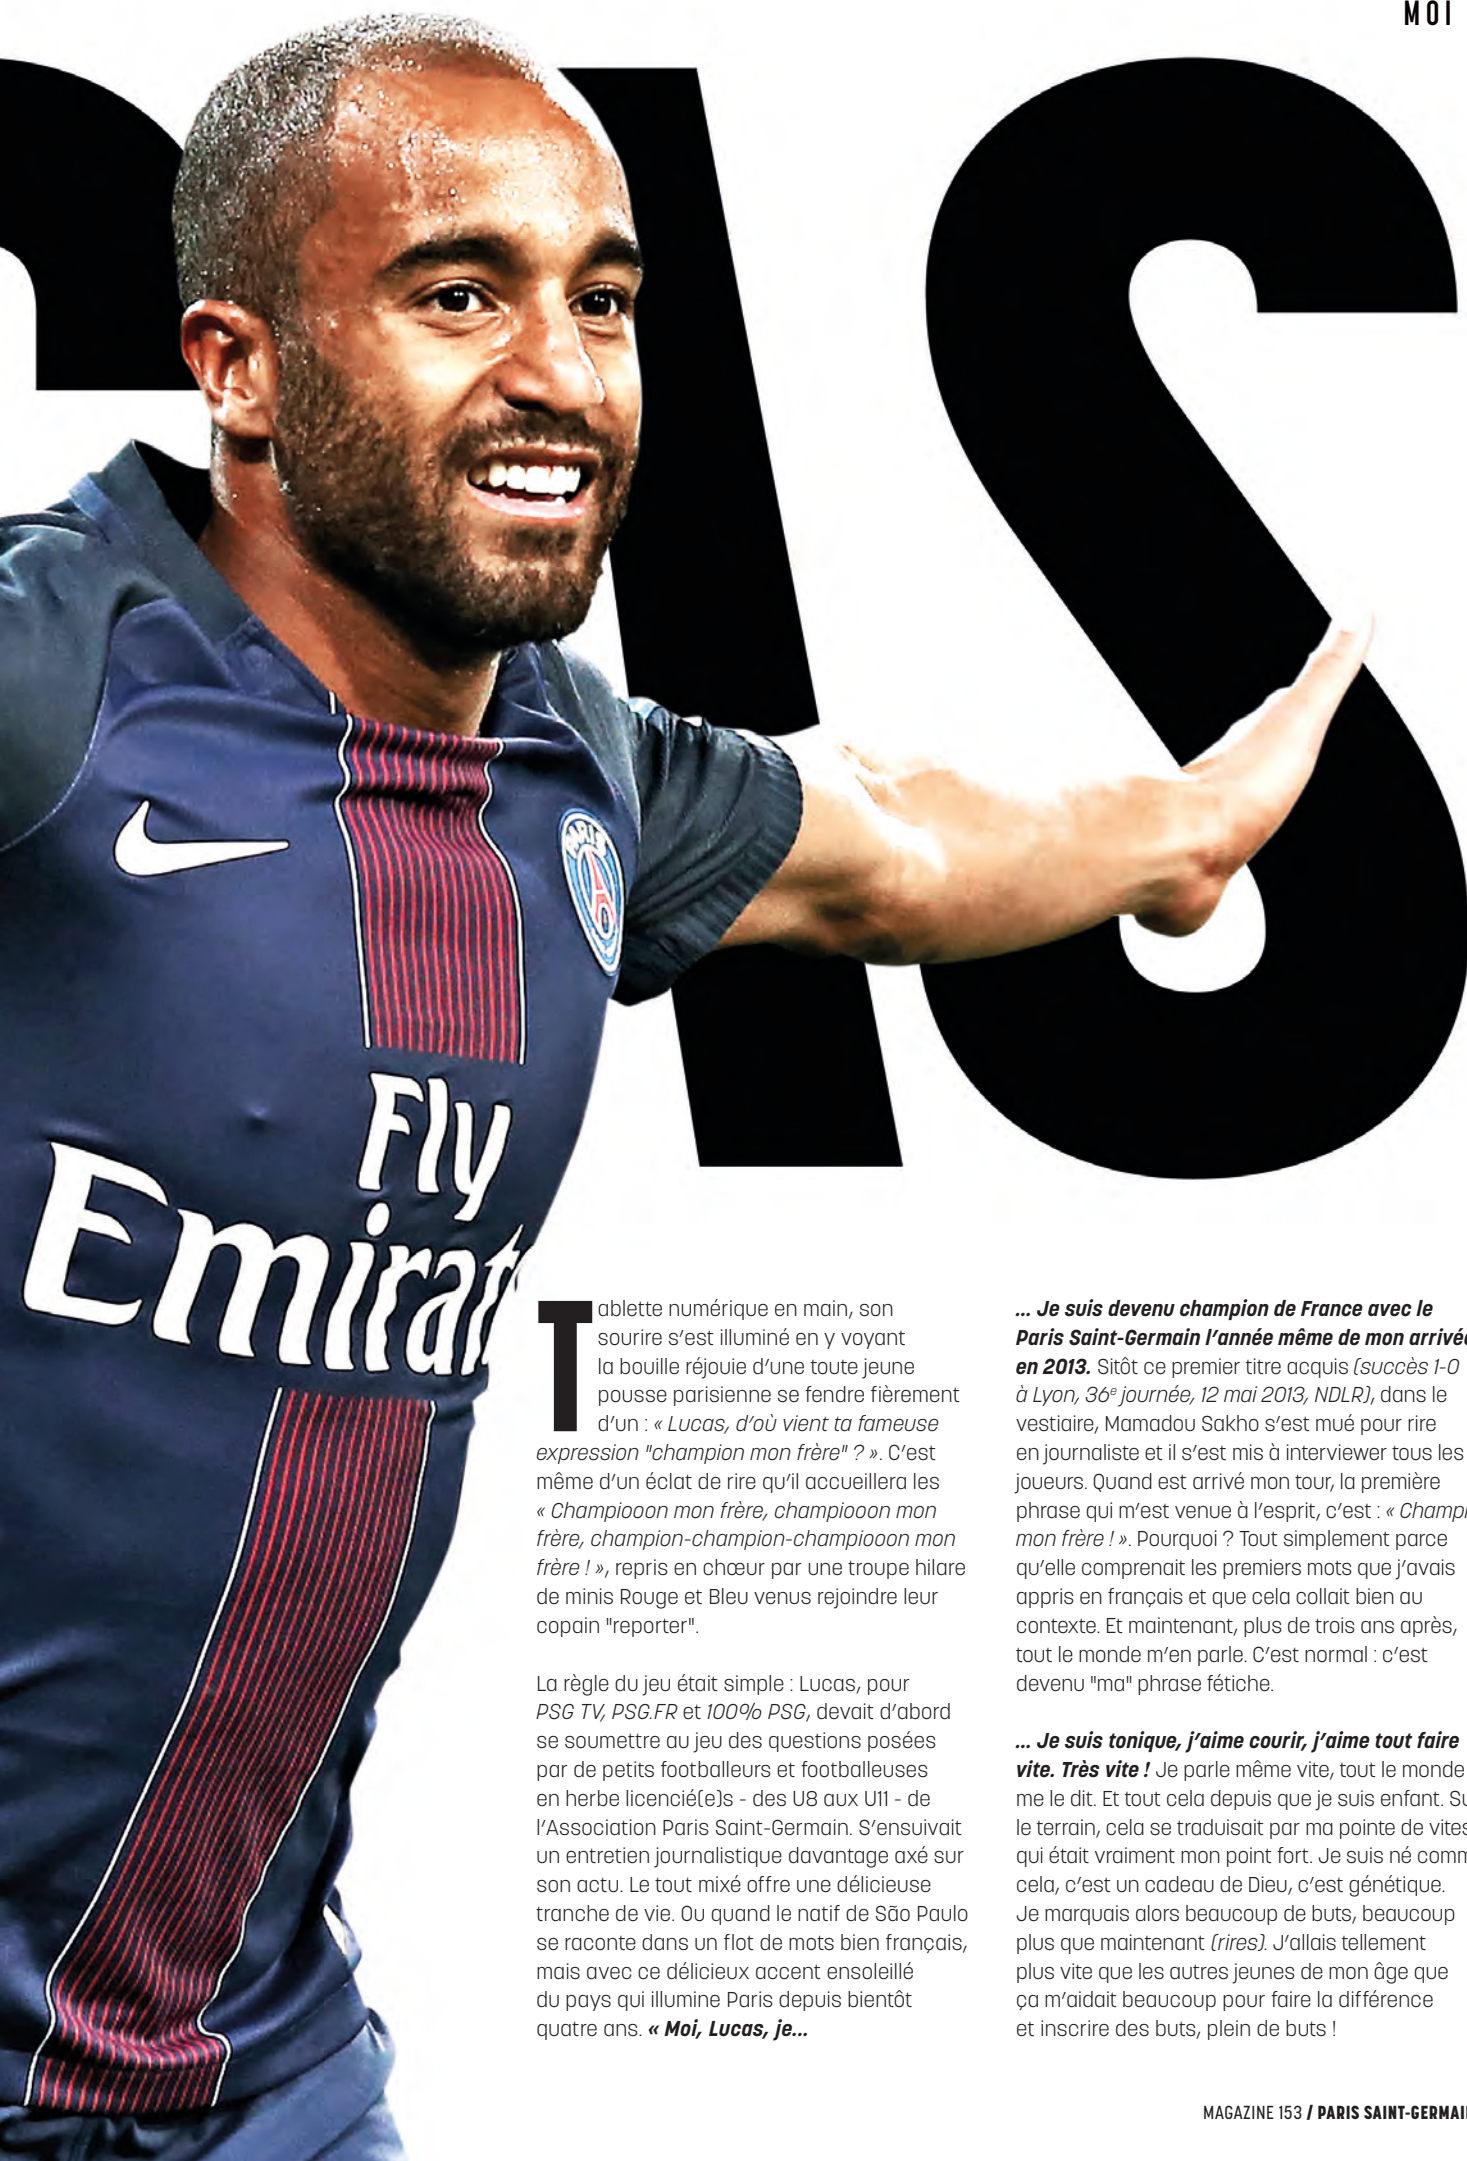 MOI
CAS
PARIS
Fly
Emirat
Tablette numérique en main, son
sourire s’est illuminé en y voyant
la bouille réjouie d’une toute jeune
pousse parisienne se fendre fièrement
d’un : « Lucas, d’où vient ta fameuse
expression "champion mon frère" ? ». C’est
même d’un éclat de rire qu’il accueillera les
« Championoon mon frère, championoon mon
frère, champion-champion-championoon mon
frère ! », repris en chœur par une troupe hilare
de minis Rouge et Bleu venus rejoindre leur
copain "reporter".
La règle du jeu était simple : Lucas, pour
PSG TV, PSG.FR et 100% PSG, devait d’abord
se soumettre au jeu des questions posées
par de petits footballeurs et footballeuses
en herbe licencié(e)s - des U8 aux U11 - de
l’Association Paris Saint-Germain. S’ensuivait
un entretien journalistique davantage axé sur
son actu. Le tout mixé offre une délicieuse
tranche de vie. Ou quand le natif de São Paulo
se raconte dans un flot de mots bien français,
mais avec ce délicieux accent ensoleillé
du pays qui illumine Paris depuis bientôt
quatre ans. « Moi, Lucas, je...
... Je suis devenu champion de France avec le
Paris Saint-Germain l’année même de mon arrivée
en 2013. Sitôt ce premier titre acquis (succès 1-0
à Lyon, 36e journée, 12 mai 2013, NDLR), dans le
vestiaire, Mamadou Sakho s’est mué pour rire
en journaliste et il s’est mis à interviewer tous les
joueurs. Quand est arrivé mon tour, la première
phrase qui m’est venue à l’esprit, c’est : « Champi
mon frère ! ». Pourquoi ? Tout simplement parce
qu’elle comprenait les premiers mots que j’avais
appris en français et que cela collait bien au
contexte. Et maintenant, plus de trois ans après,
tout le monde m’en parle. C’est normal : c’est
devenu "ma" phrase fétiche.
... Je suis tonique, j’aime courir, j’aime tout faire
vite. Très vite ! Je parle même vite, tout le monde
me le dit. Et tout cela depuis que je suis enfant. Su
le terrain, cela se traduisait par ma pointe de vites
qui était vraiment mon point fort. Je suis né comm
cela, c’est un cadeau de Dieu, c’est génétique.
Je marquais alors beaucoup de buts, beaucoup
plus que maintenant (rires). J’allais tellement
plus vite que les autres jeunes de mon âge que
ça m’aidait beaucoup pour faire la différence
et inscrire des buts, plein de buts !
MAGAZINE 153 / PARIS SAINT-GERMAIN